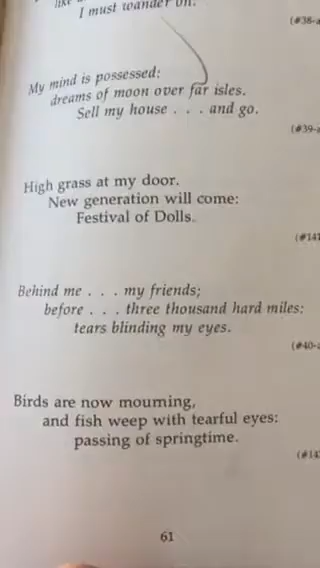 I must wander on.
(#38-a
My mind is possessed:
dreams of moon over far isles.
Sell my house . . . and go.
(#39-a
High grass at my door.
New generation will come:
Festival of Dolls.
(#141
Behind me . . . my friends;
before . . . three thousand hard miles:
tears blinding my eyes.
(#40-a
Birds are now mourning,
and fish weep with tearful eyes:
passing of springtime.
(#14
61